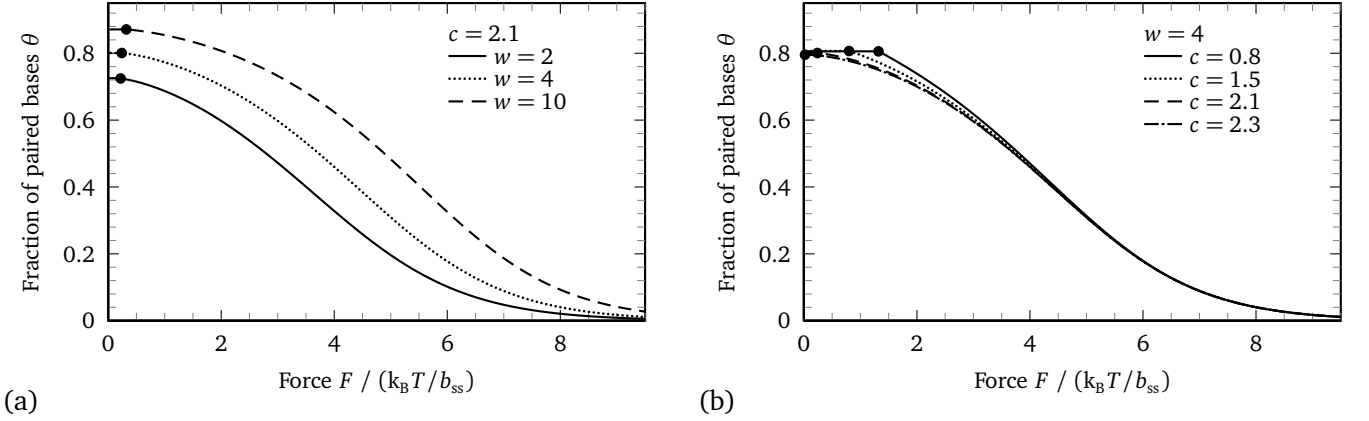 Fraction of paired bases θ
0.8
0.6
0.4
0.2
0
0 2 4 6 8
Force F / (k_B T/b_ss)
c = 2.1
w = 2
w = 4
w = 10
(a)
Fraction of paired bases θ
0.8
0.6
0.4
0.2
0
0 2 4 6 8
Force F / (k_B T/b_ss)
w = 4
c = 0.8
c = 1.5
c = 2.1
c = 2.3
(b)